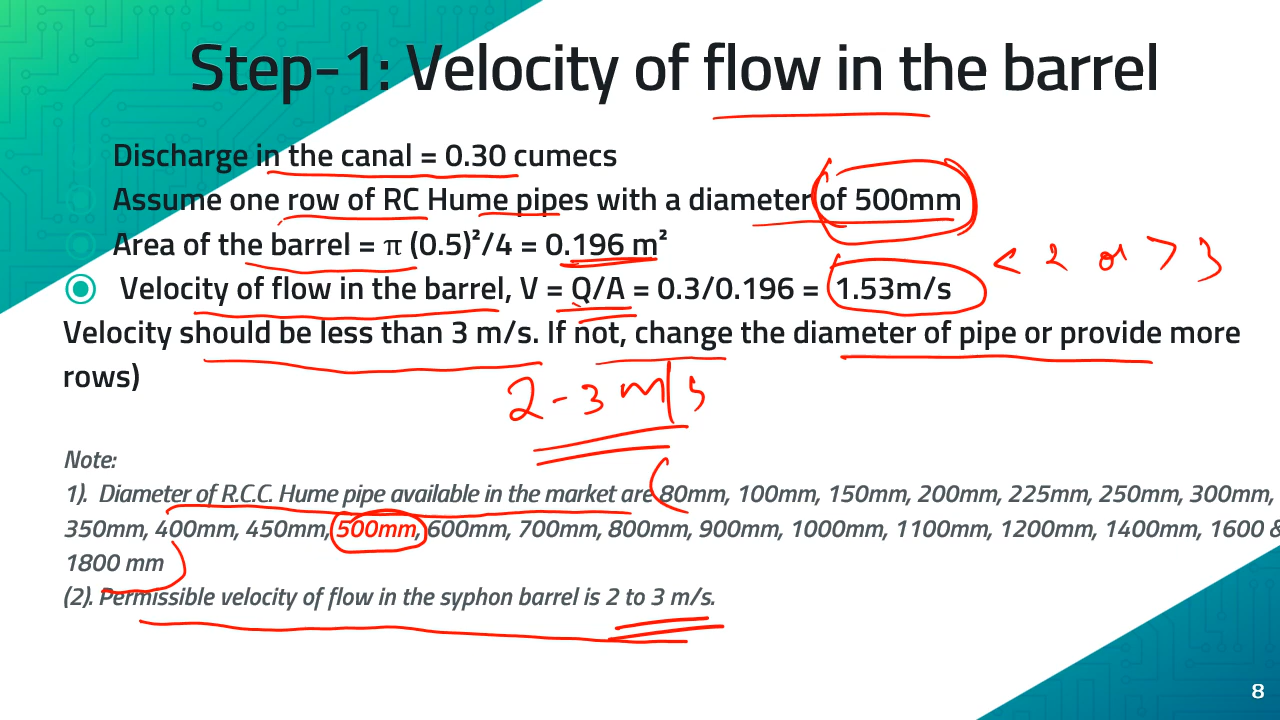 Step-1: Velocity of flow in the barrel
Discharge in the canal = 0.30 cumecs
Assume one row of RC Hume pipes with a diameter of 500mm
Area of the barrel = π (0.5)²/4 = 0.196 m²
< 2 or > 3
Velocity of flow in the barrel, V = Q/A = 0.3/0.196 = 1.53m/s
Velocity should be less than 3 m/s. If not, change the diameter of pipe or provide more
rows)
2-3 m/s
Note:
1). Diameter of R.C.C. Hume pipe available in the market are 80mm, 100mm, 150mm, 200mm, 225mm, 250mm, 300mm,
350mm, 400mm, 450mm, 500mm, 600mm, 700mm, 800mm, 900mm, 1000mm, 1100mm, 1200mm, 1400mm, 1600 &
1800 mm
(2). Permissible velocity of flow in the syphon barrel is 2 to 3 m/s.
8